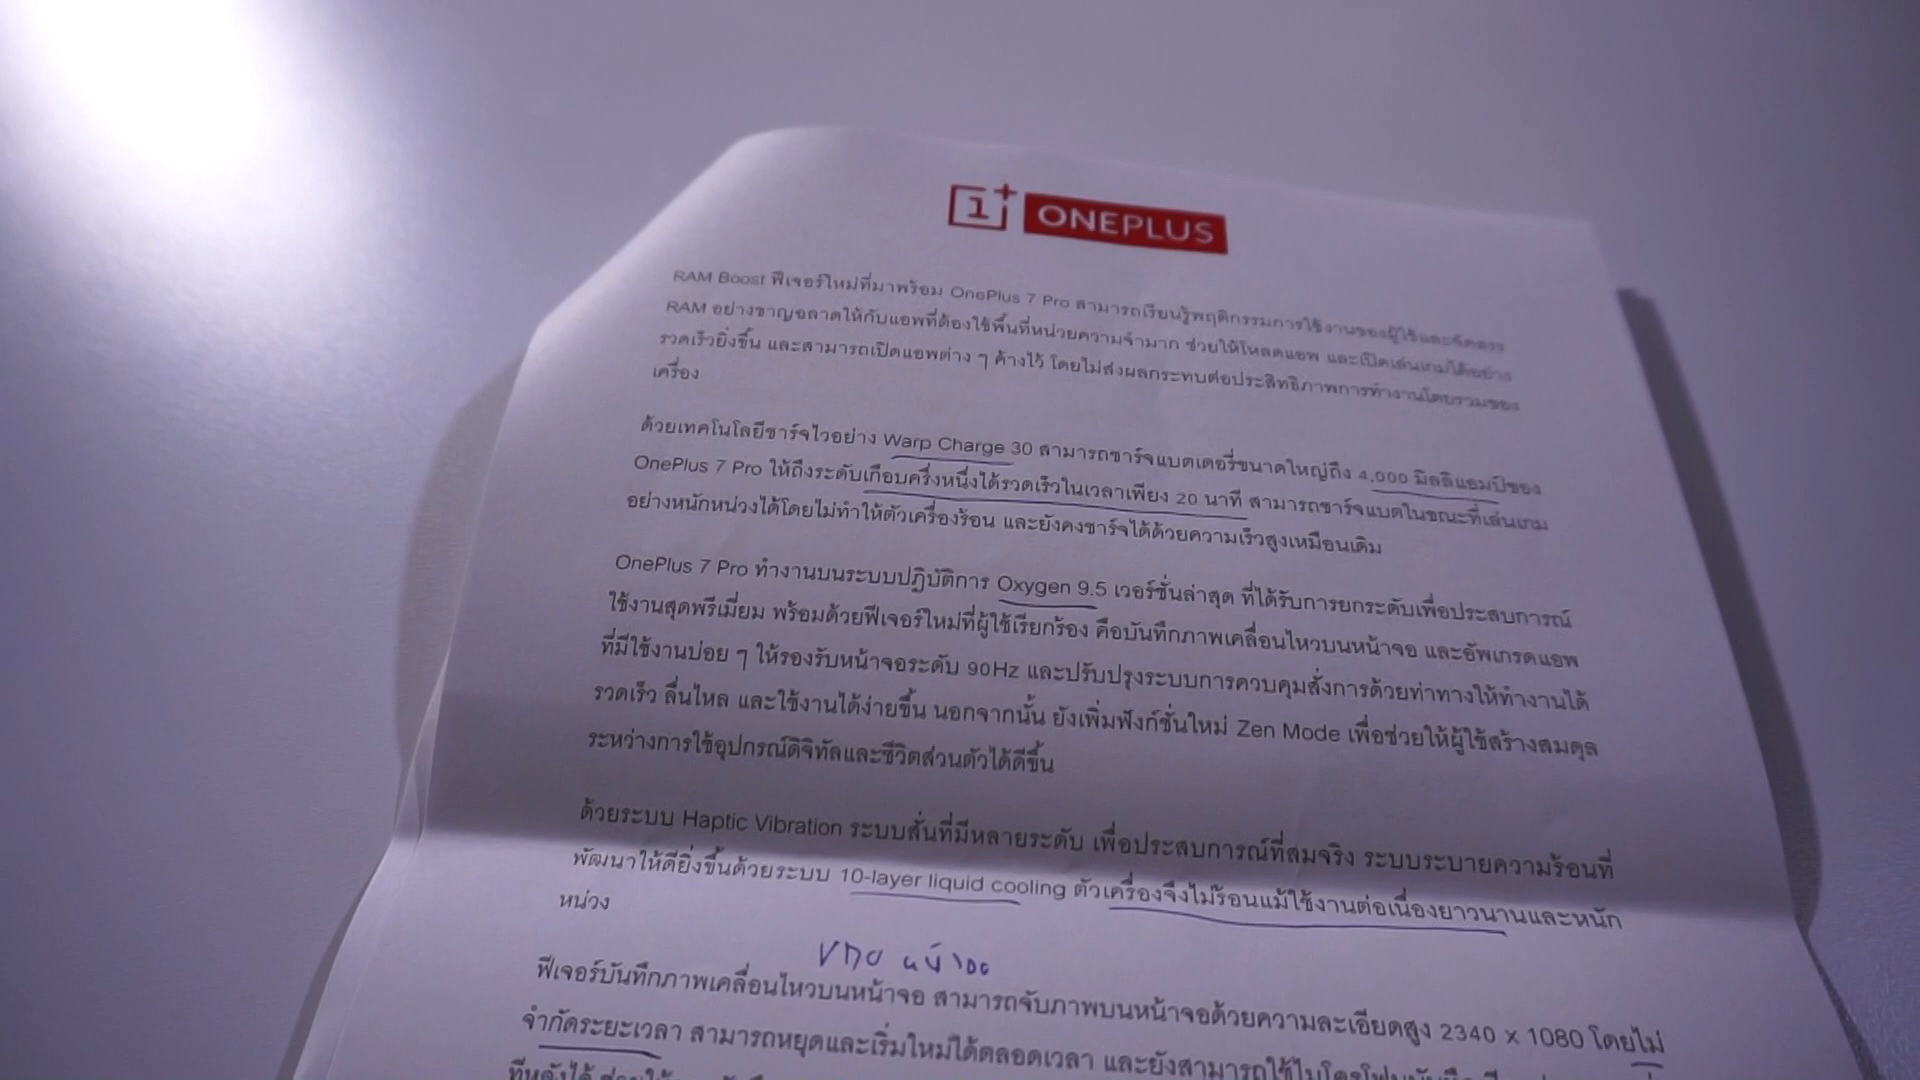 1+ ONEPLUS
RAM Boost ฟีเจอร์ใหม่ที่มาพร้อม OnePlus 7 Pro สามารถเรียนรู้พฤติกรรมการใช้งานของผู้ใช้และจัดสรร
RAM อย่างชาญฉลาดให้กับแอพที่ต้องใช้พื้นที่หน่วยความจำมาก ช่วยให้โหลดแอพ และเปิดเล่นเกมได้อย่าง
รวดเร็วยิ่งขึ้น และสามารถเปิดแอพต่าง ๆ ค้างไว้ โดยไม่ส่งผลกระทบต่อประสิทธิภาพการทำงานโดยรวมของ
เครื่อง
ด้วยเทคโนโลยีชาร์จไวอย่าง Warp Charge 30 สามารถชาร์จแบตเตอรี่ขนาดใหญ่ถึง 4,000 มิลลิแอมป์ของ
OnePlus 7 Pro ให้ถึงระดับเกือบครึ่งหนึ่งได้รวดเร็วในเวลาเพียง 20 นาที สามารถชาร์จแบตในขณะที่เล่นเกม
อย่างหนักหน่วงได้โดยไม่ทำให้ตัวเครื่องร้อน และยังคงชาร์จได้ด้วยความเร็วสูงเหมือนเดิม
OnePlus 7 Pro ทำงานบนระบบปฏิบัติการ Oxygen 9.5 เวอร์ชั่นล่าสุด ที่ได้รับการยกระดับเพื่อประสบการณ์
ใช้งานสุดพรีเมี่ยม พร้อมด้วยฟีเจอร์ใหม่ที่ผู้ใช้เรียกร้อง คือบันทึกภาพเคลื่อนไหวบนหน้าจอ และอัพเกรดแอพ
ที่มีใช้งานบ่อย ๆ ให้รองรับหน้าจอระดับ 90Hz และปรับปรุงระบบการควบคุมสั่งการด้วยท่าทางให้ทำงานได้
รวดเร็ว ลื่นไหล และใช้งานได้ง่ายขึ้น นอกจากนั้น ยังเพิ่มฟังก์ชั่นใหม่ Zen Mode เพื่อช่วยให้ผู้ใช้สร้างสมดุล
ระหว่างการใช้อุปกรณ์ดิจิทัลและชีวิตส่วนตัวได้ดีขึ้น
ด้วยระบบ Haptic Vibration ระบบสั่นที่มีหลายระดับ เพื่อประสบการณ์ที่สมจริง ระบบระบายความร้อนที่
พัฒนาให้ดียิ่งขึ้นด้วยระบบ 10-layer liquid cooling ตัวเครื่องจึงไม่ร้อนแม้ใช้งานต่อเนื่องยาวนานและหนัก
หน่วง
ฟีเจอร์บันทึกภาพเคลื่อนไหวบนหน้าจอ สามารถจับภาพบนหน้าจอด้วยความละเอียดสูง 2340 x 1080 โดยไม่
จำกัดระยะเวลา สามารถหยุดและเริ่มใหม่ได้ตลอดเวลา และยังสามารถใช้ไมโครโฟน
ทีหลังได้